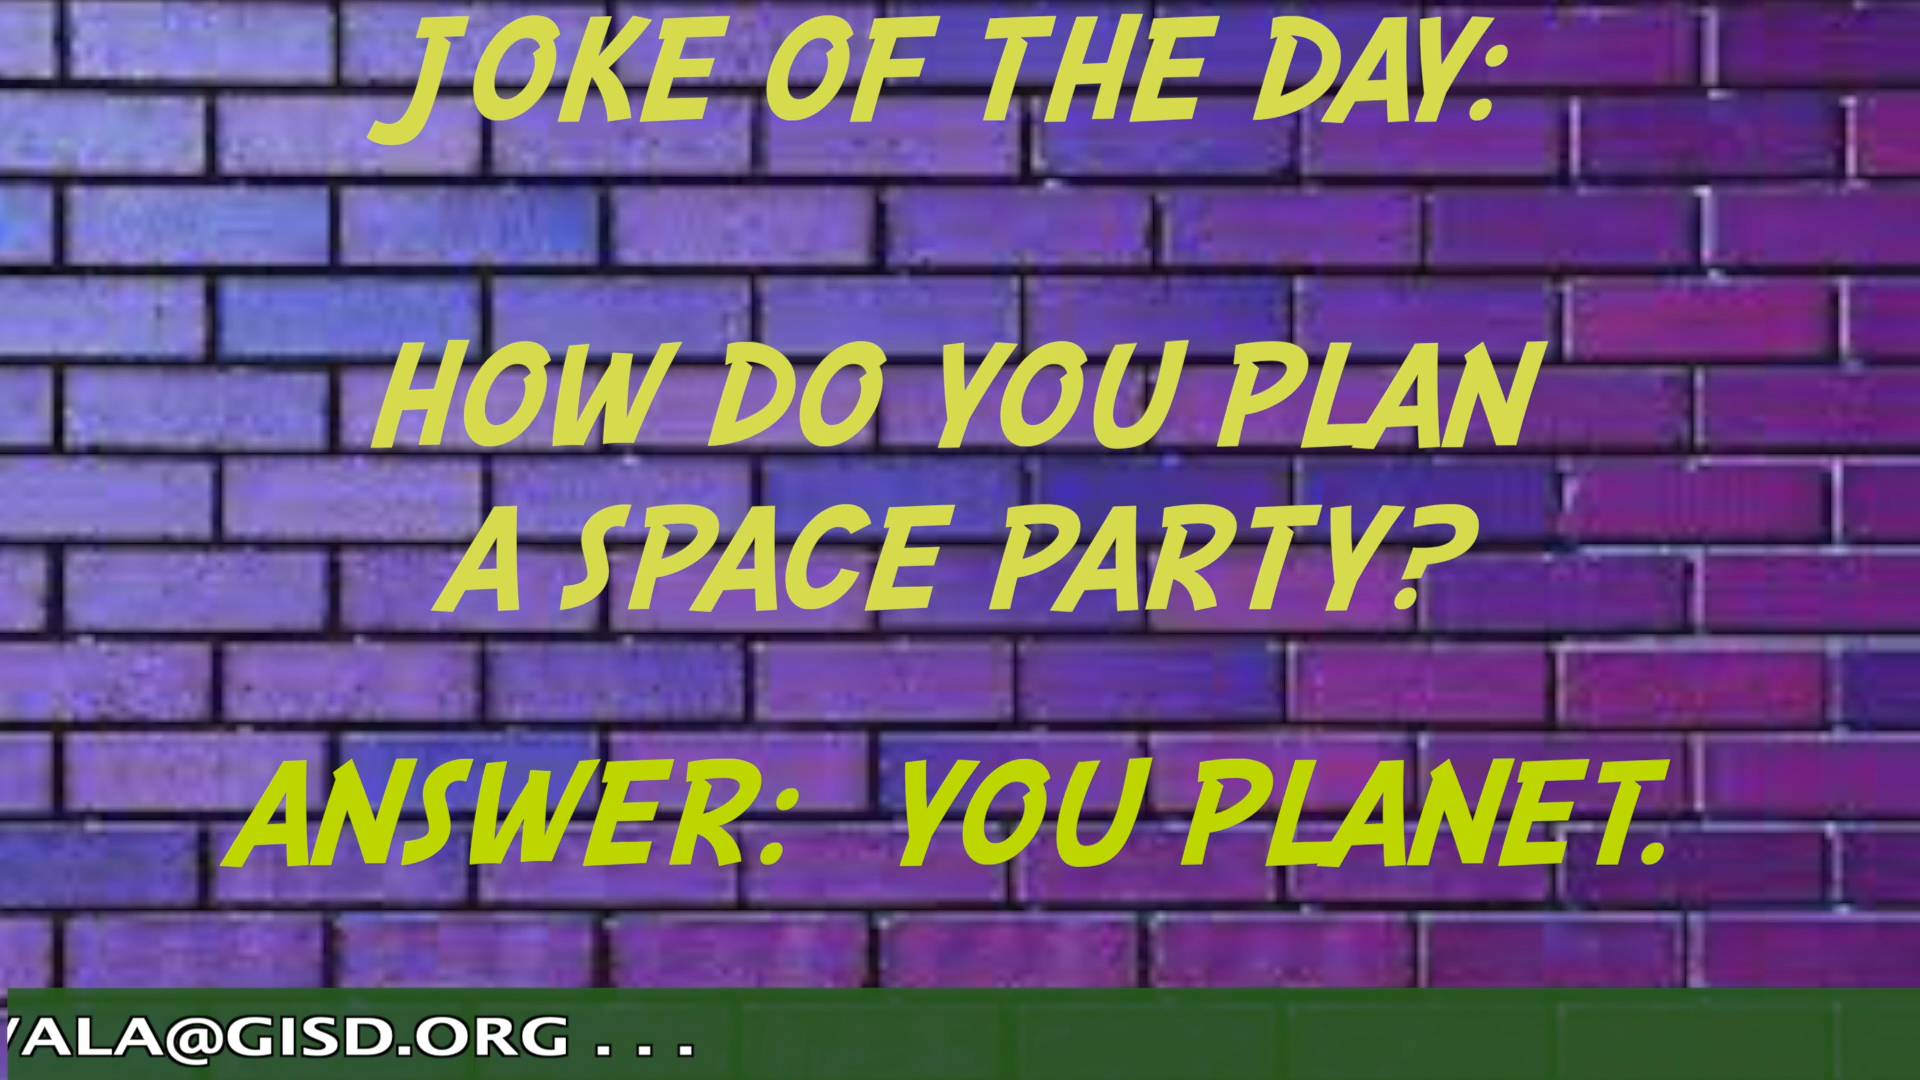 JOKE OF THE DAY:
HOW DO YOU PLAN
A SPACE PARTY?
ANSWER: YOU PLANET.
ALA@GISD.ORG . . .